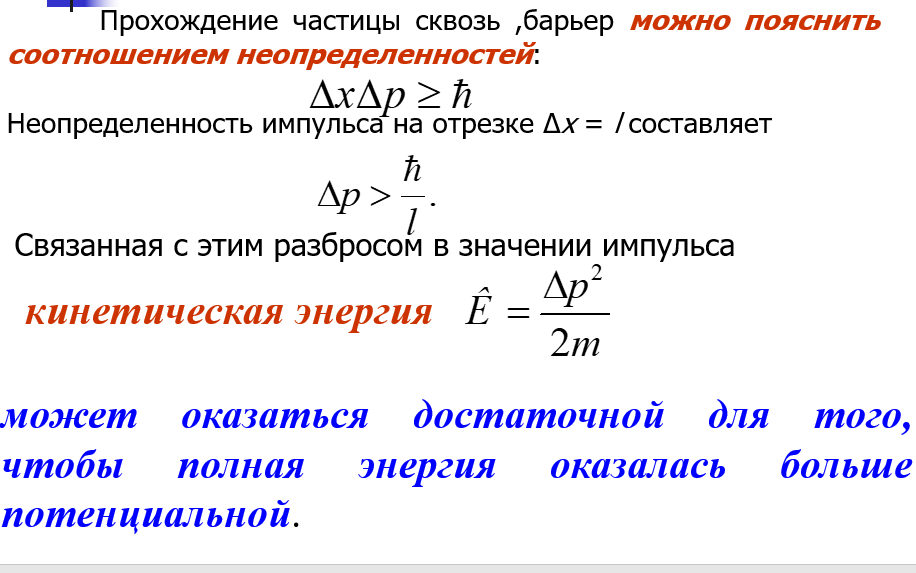 Прохождение частицы сквозь ,барьер можно пояснить
соотношением неопределенностей:
ΔxΔp ≥ ħ
Неопределенность импульса на отрезке Δx = l составляет
Δp > ħ/l.
Связанная с этим разбросом в значении импульса
кинетическая энергия Ê = Δp²/2m
может оказаться достаточной для того,
чтобы полная энергия оказалась больше
потенциальной.